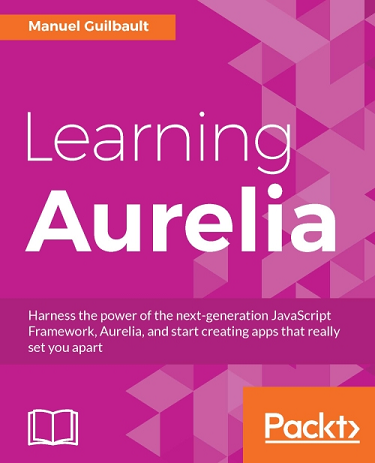 Manuel Guilbault
Learning
Aurelia
Harness the power of the next-generation JavaScript
Framework, Aurelia, and start creating apps that really
set you apart
Packt>